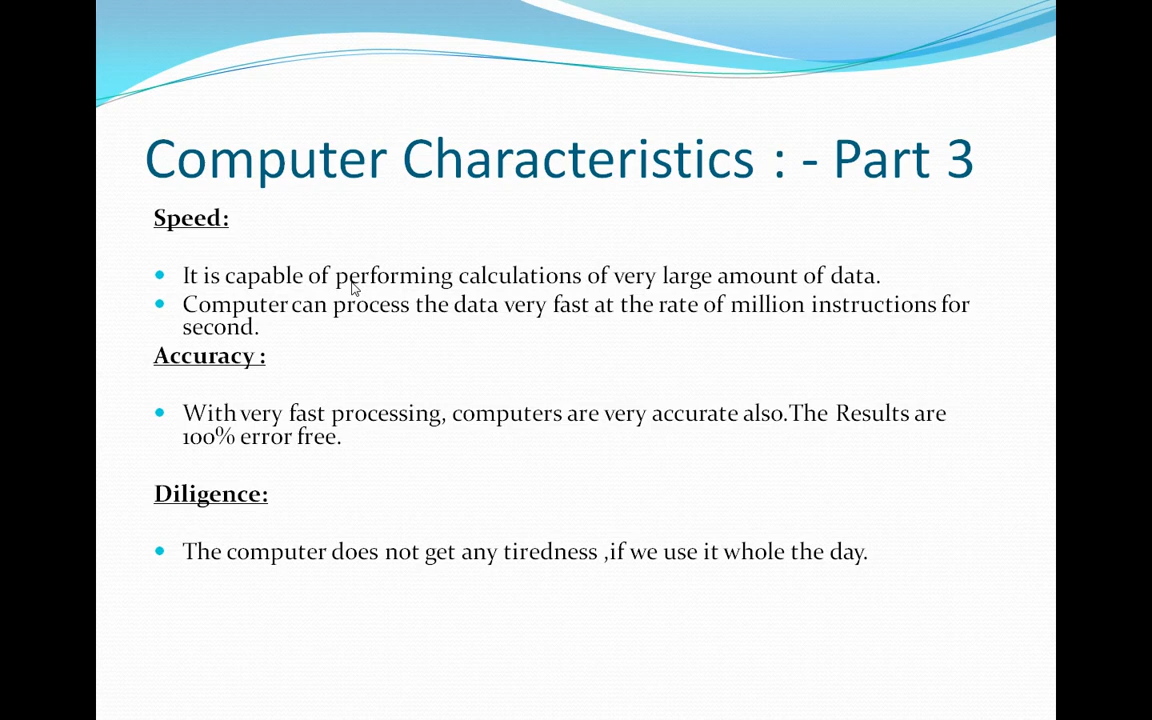 Computer Characteristics : - Part 3
Speed:
It is capable of performing calculations of very large amount of data.
Computer can process the data very fast at the rate of million instructions for
second.
Accuracy :
With very fast processing, computers are very accurate also.The Results are
100% error free.
Diligence:
The computer does not get any tiredness ,if we use it whole the day.